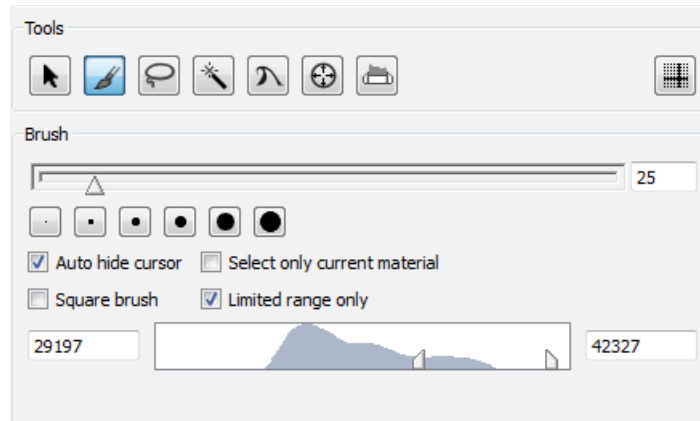 Tools
Brush
25
Auto hide cursor Select only current material
Square brush Limited range only
29197 42327